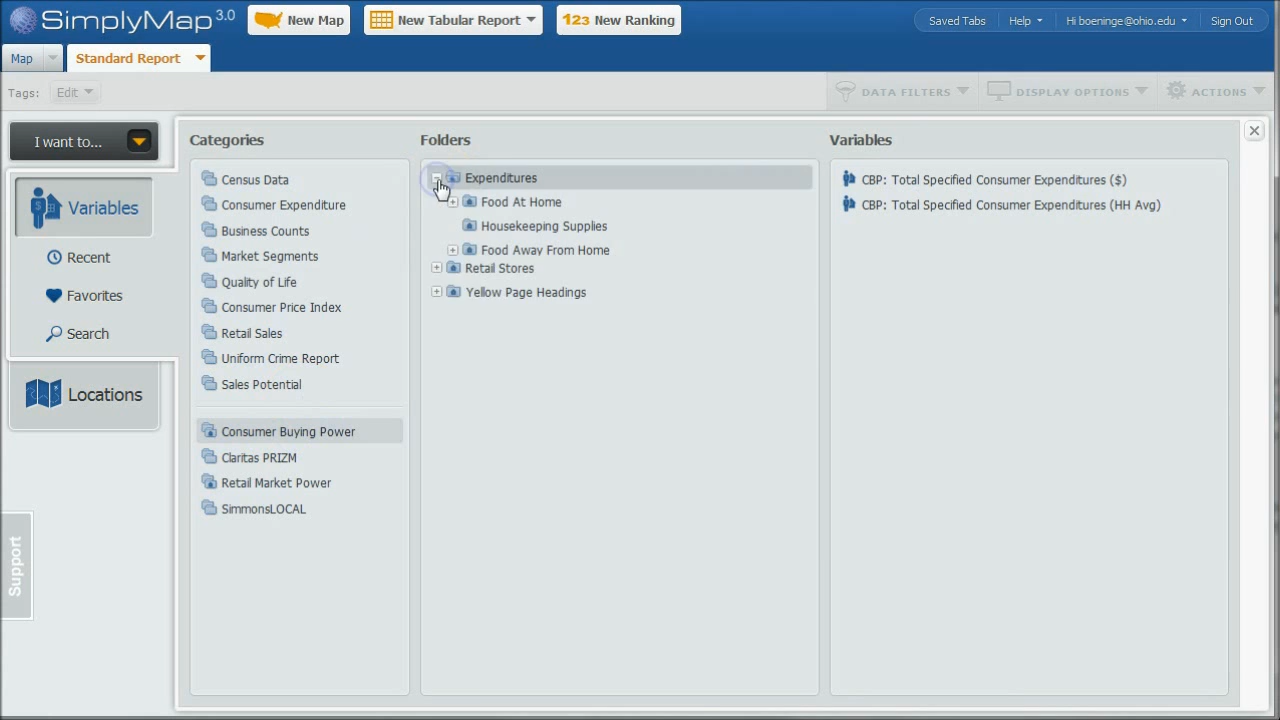 SimplyMap 3.0
New Map
New Tabular Report
123 New Ranking
Saved Tabs
Help
Hi boeninge@ohio.edu
Sign Out
Map
Standard Report
Tags:
Edit
DATA FILTERS
DISPLAY OPTIONS
ACTIONS
I want to...
Variables
Recent
Favorites
Search
Locations
Support
Categories
Census Data
Consumer Expenditure
Business Counts
Market Segments
Quality of Life
Consumer Price Index
Retail Sales
Uniform Crime Report
Sales Potential
Consumer Buying Power
Claritas PRIZM
Retail Market Power
SimmonsLOCAL
Folders
Expenditures
Food At Home
Housekeeping Supplies
Food Away From Home
Retail Stores
Yellow Page Headings
Variables
CBP: Total Specified Consumer Expenditures ($)
CBP: Total Specified Consumer Expenditures (HH Avg)